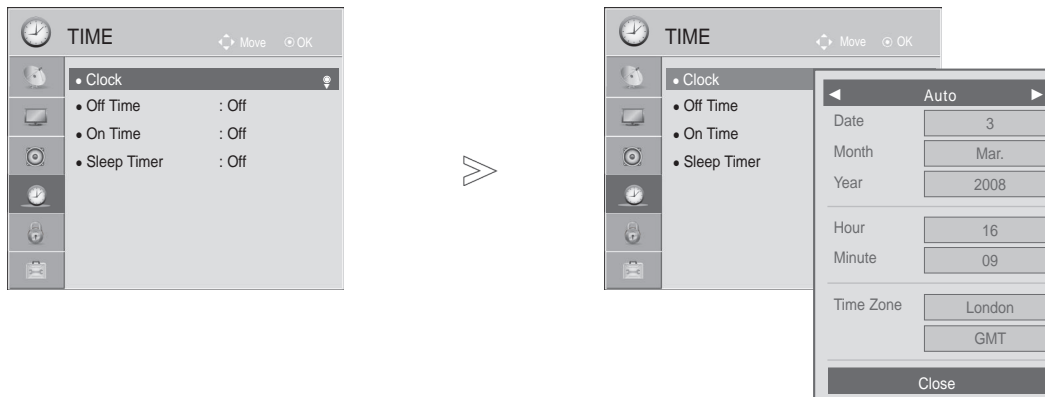 TIME
Move OK
• Clock
• Off Time : Off
• On Time : Off
• Sleep Timer : Off
TIME
Move OK
• Clock
• Off Time
• On Time
• Sleep Timer
◀ Auto ▶
Date 3
Month Mar.
Year 2008
Hour 16
Minute 09
Time Zone London
GMT
Close